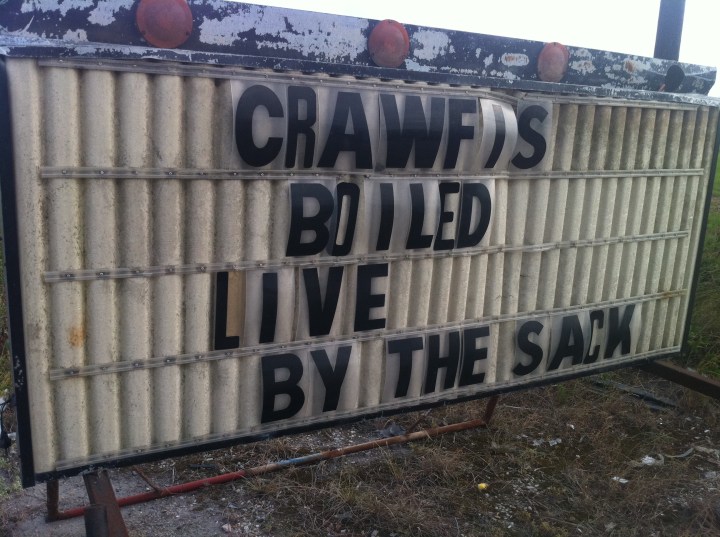 CRAWFIS
BOILED
LIVE
BY THE SACK